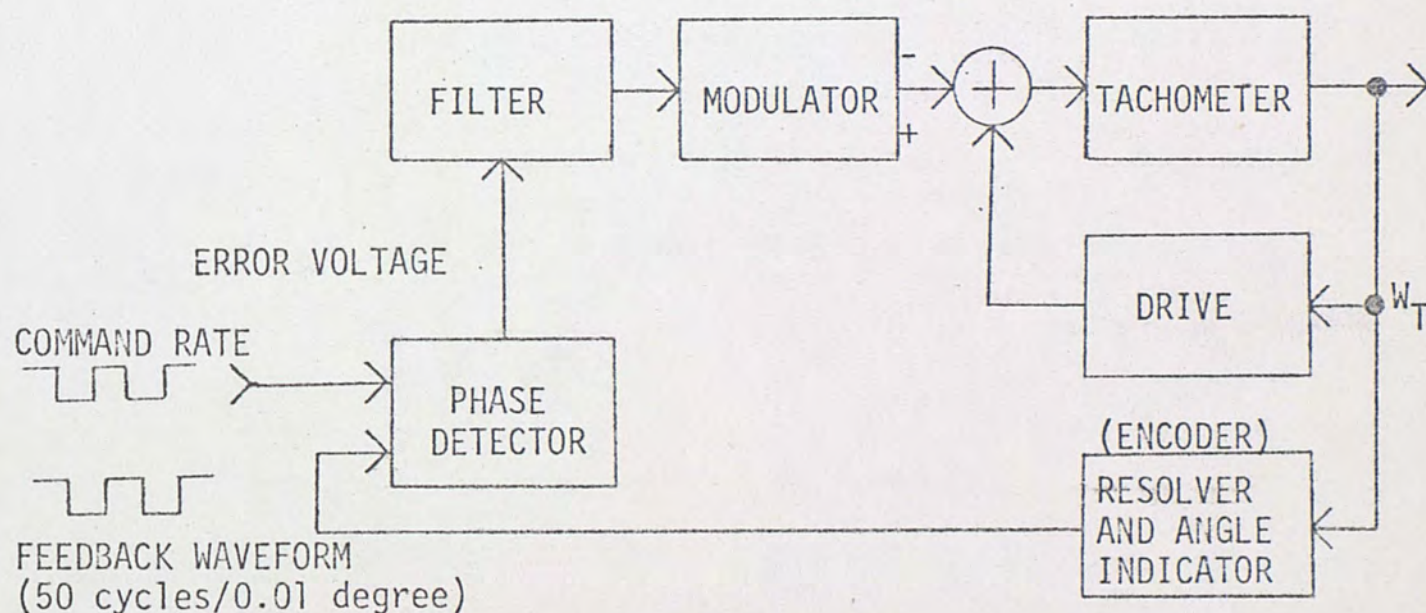 FILTER
MODULATOR
-
+
+
TACHOMETER
ERROR VOLTAGE
DRIVE
W_T
COMMAND RATE
PHASE
DETECTOR
(ENCODER)
RESOLVER
AND ANGLE
INDICATOR
FEEDBACK WAVEFORM
(50 cycles/0.01 degree)